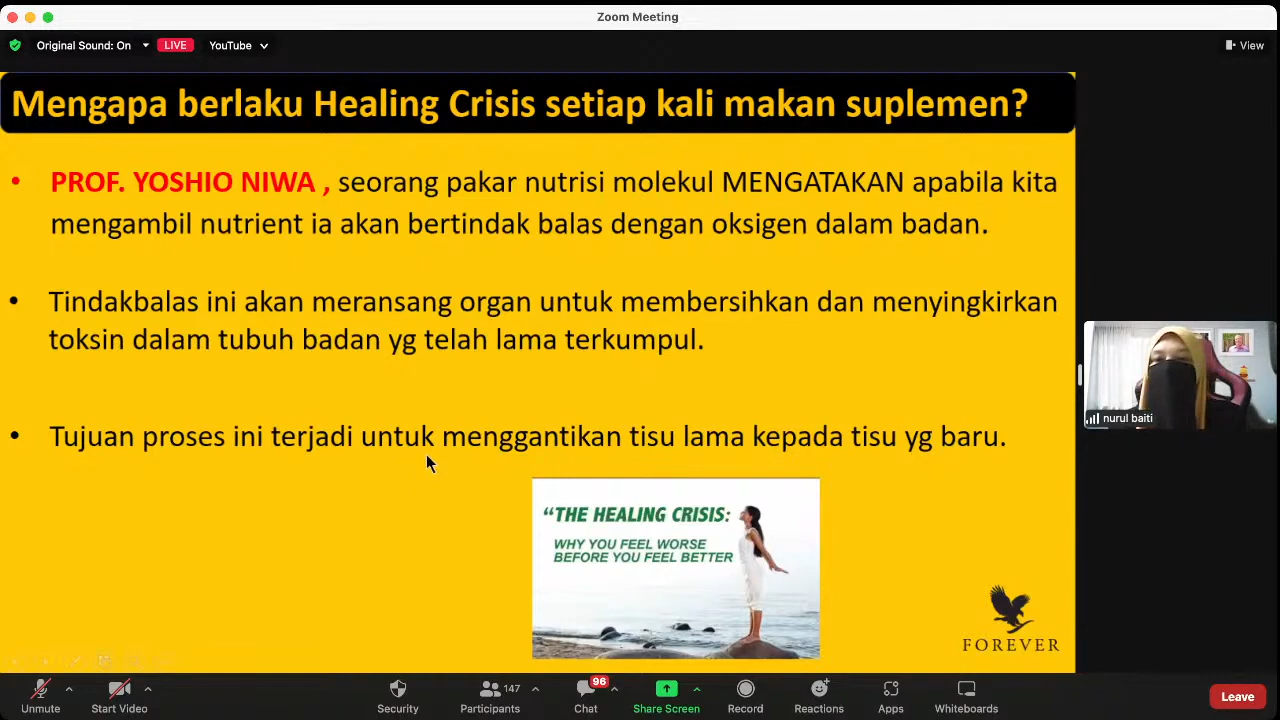 Zoom Meeting
Original Sound: On
LIVE
YouTube
View
Mengapa berlaku Healing Crisis setiap kali makan suplemen?
• PROF. YOSHIO NIWA , seorang pakar nutrisi molekul MENGATAKAN apabila kita
mengambil nutrient ia akan bertindak balas dengan oksigen dalam badan.
• Tindakbalas ini akan meransang organ untuk membersihkan dan menyingkirkan
toksin dalam tubuh badan yg telah lama terkumpul.
• Tujuan proses ini terjadi untuk menggantikan tisu lama kepada tisu yg baru.
“THE HEALING CRISIS:
WHY YOU FEEL WORSE
BEFORE YOU FEEL BETTER
FOREVER
nurul baiti
Unmute
Start Video
Security
147
Participants
96
Chat
Share Screen
Record
Reactions
Apps
Whiteboards
Leave